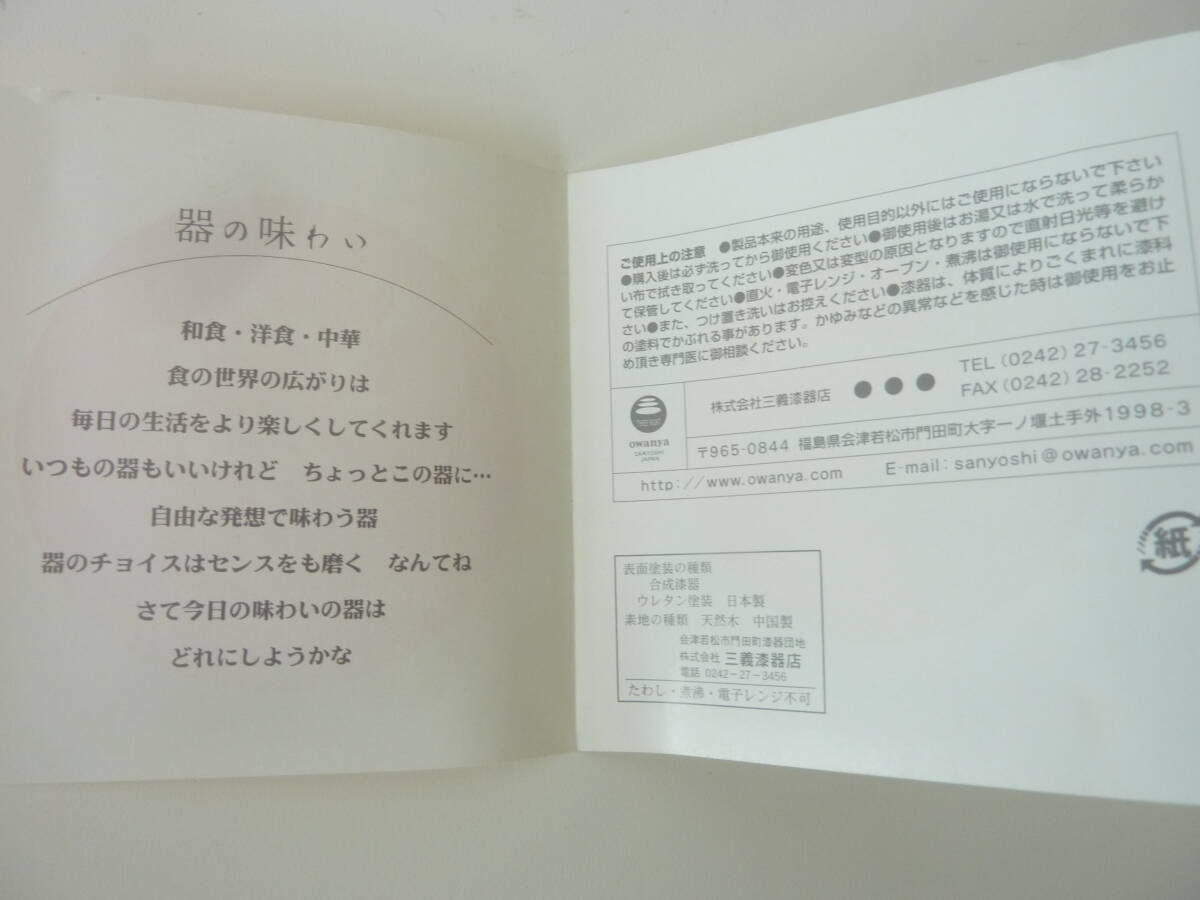 器の味わい
和食・洋食・中華
食の世界の広がりは
毎日の生活をより楽しくしてくれます
いつもの器もいいけれど　ちょっとこの器に…
自由な発想で味わう器
器のチョイスはセンスをも磨く　なんてね
さて今日の味わいの器は
どれにしようかな
ご使用上の注意　●製品本来の用途、使用目的以外にはご使用にならないで下さい
●購入後は必ず洗ってから御使用ください●御使用後はお湯又は水で洗って柔らか
い布で拭き取ってください●変色又は変型の原因となりますので直射日光等を避け
て保管してください●直火・電子レンジ・オーブン・煮沸は御使用にならないで下
さい●また、つけ置き洗いはお控えください●漆器は、体質によりごくまれに漆科
の塗料でかぶれる事があります。かゆみなどの異常などを感じた時は御使用をお止
め頂き専門医に御相談ください。
owanya
SANYOSHI
JAPAN
株式会社三義漆器店　●●●
TEL (0242) 27-3456
FAX (0242) 28-2252
〒965-0844　福島県会津若松市門田町大字一ノ堰土手外1998-3
http://www.owanya.com　E-mail: sanyoshi@owanya.com
紙
表面塗装の種類
合成漆器
ウレタン塗装　日本製
素地の種類　天然木　中国製
会津若松市門田町漆器団地
株式会社 三義漆器店
電話 0242-27-3456
たわし・煮沸・電子レンジ不可